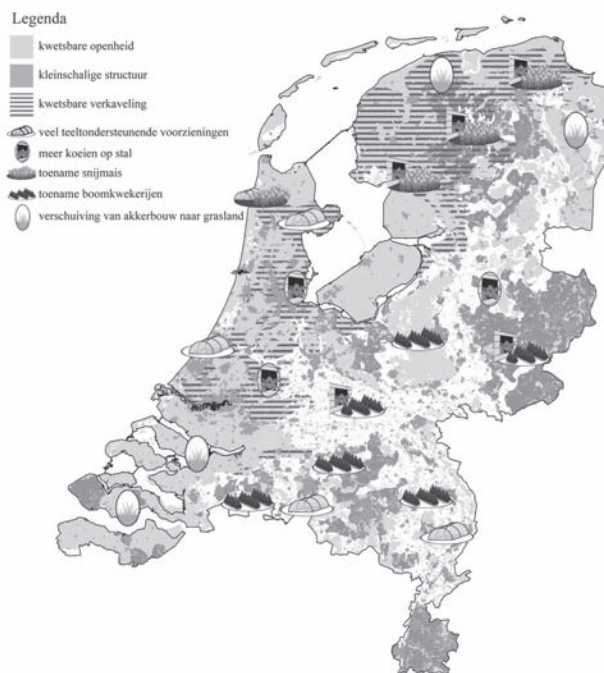 Legenda
kwetsbare openheid
kleinschalige structuur
kwetsbare verkaveling
veel teeltondersteunende voorzieningen
meer koeien op stal
toename snijmais
toename boomkwekerijen
verschuiving van akkerbouw naar grasland